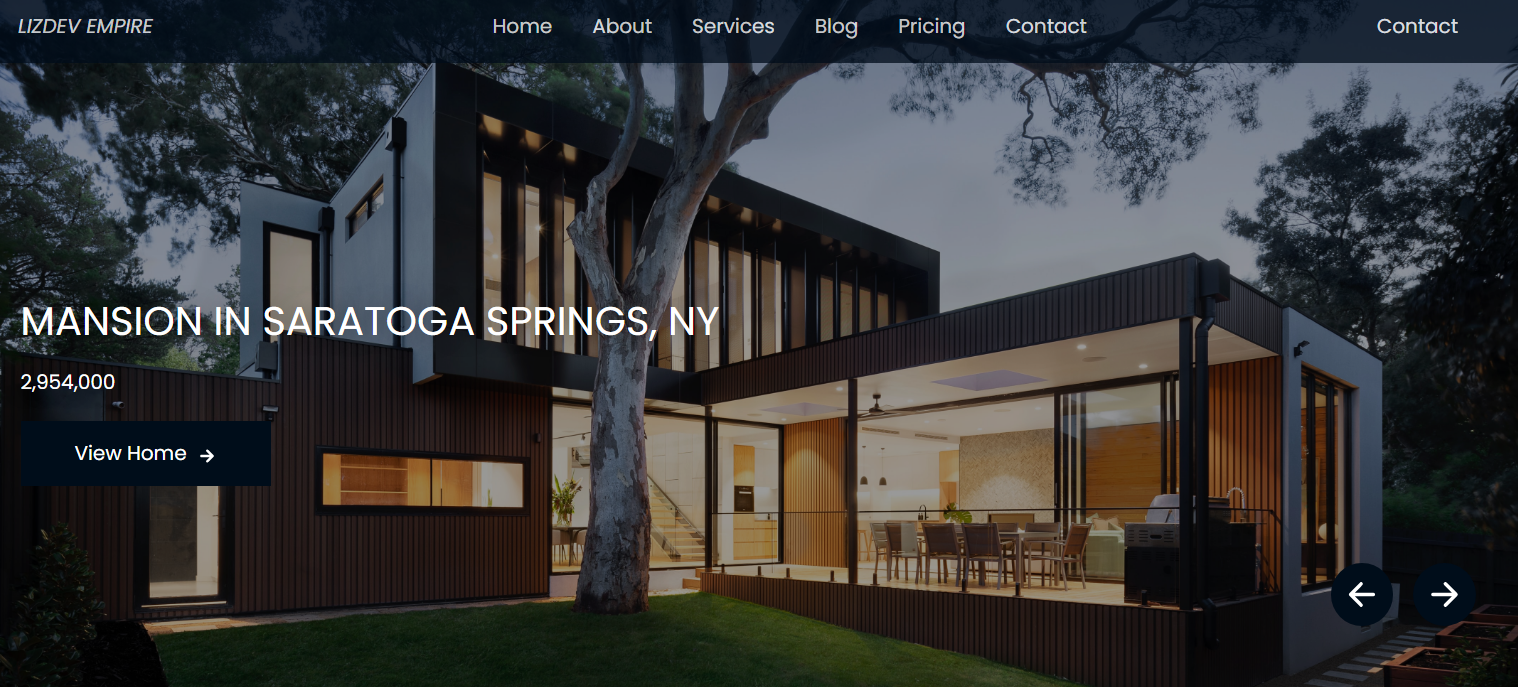 LIZDEV EMPIRE Home About Services Blog Pricing Contact Contact
MANSION IN SARATOGA SPRINGS, NY
2,954,000
View Home